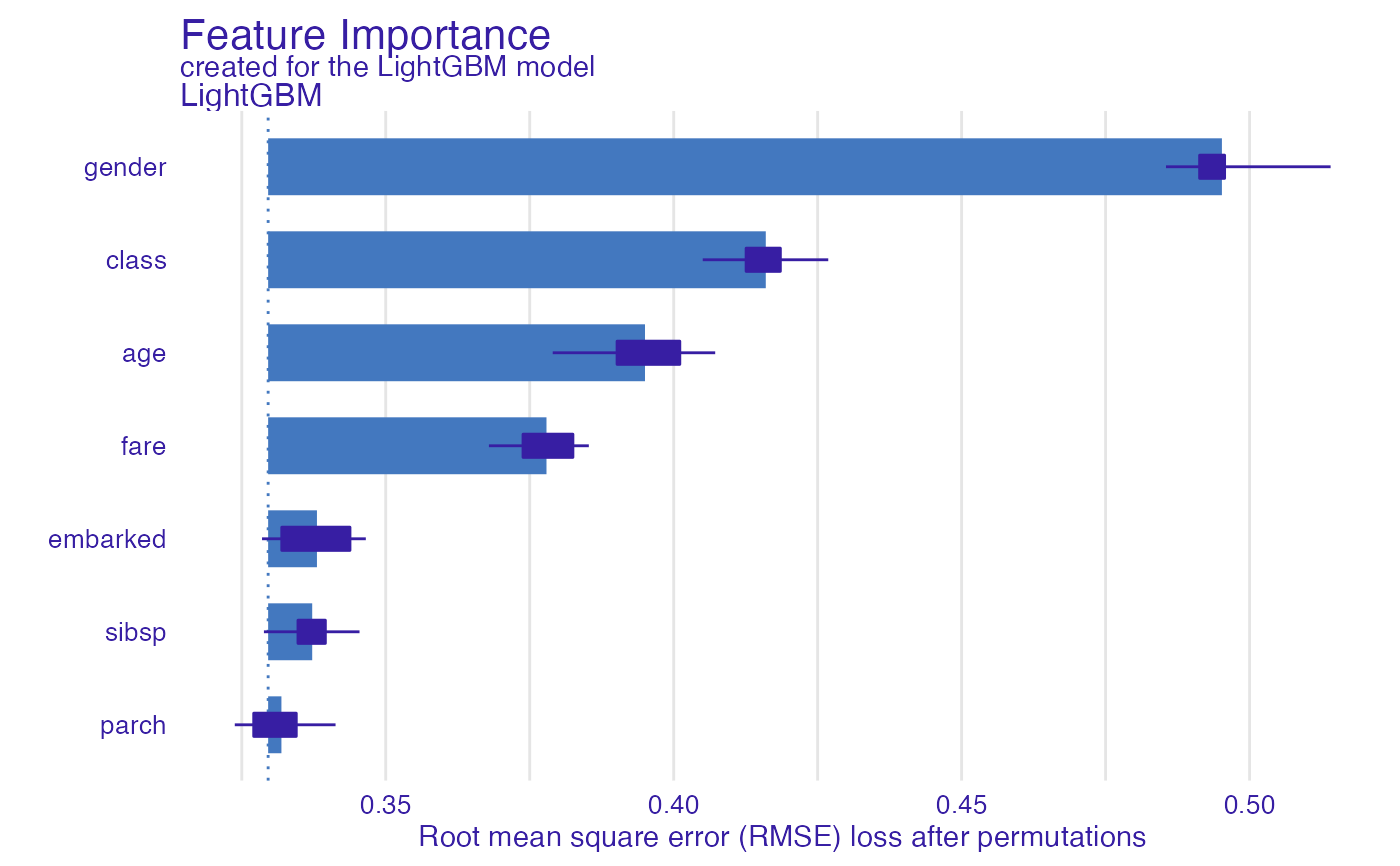 Feature Importance
created for the LightGBM model
LightGBM
gender
class
age
fare
embarked
sibsp
parch
0.35 0.40 0.45 0.50
Root mean square error (RMSE) loss after permutations